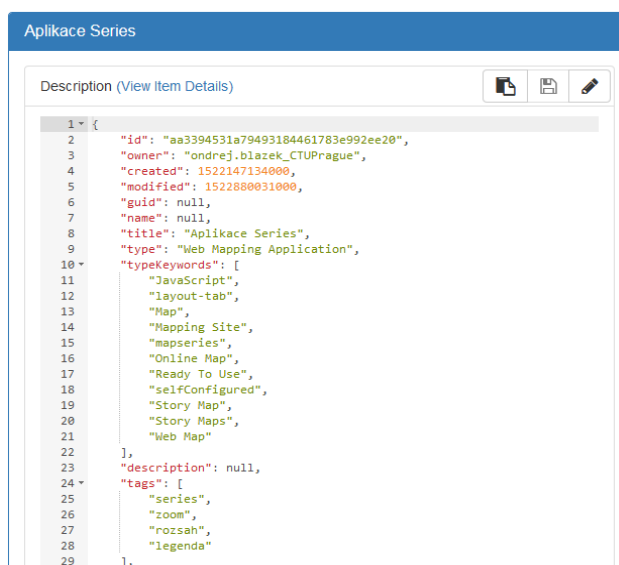 Aplikace Series
Description (View Item Details)
1 {
2 "id": "aa3394531a79493184461783e992ee20",
3 "owner": "ondrej.blazek_CTUPrague",
4 "created": 1522147134000,
5 "modified": 1522880031000,
6 "guid": null,
7 "name": null,
8 "title": "Aplikace Series",
9 "type": "Web Mapping Application",
10 "typeKeywords": [
11 "JavaScript",
12 "layout-tab",
13 "Map",
14 "Mapping Site",
15 "mapseries",
16 "Online Map",
17 "Ready To Use",
18 "selfConfigured",
19 "Story Map",
20 "Story Maps",
21 "Web Map"
22 ],
23 "description": null,
24 "tags": [
25 "series",
26 "zoom",
27 "rozsah",
28 "legenda"
29 ],